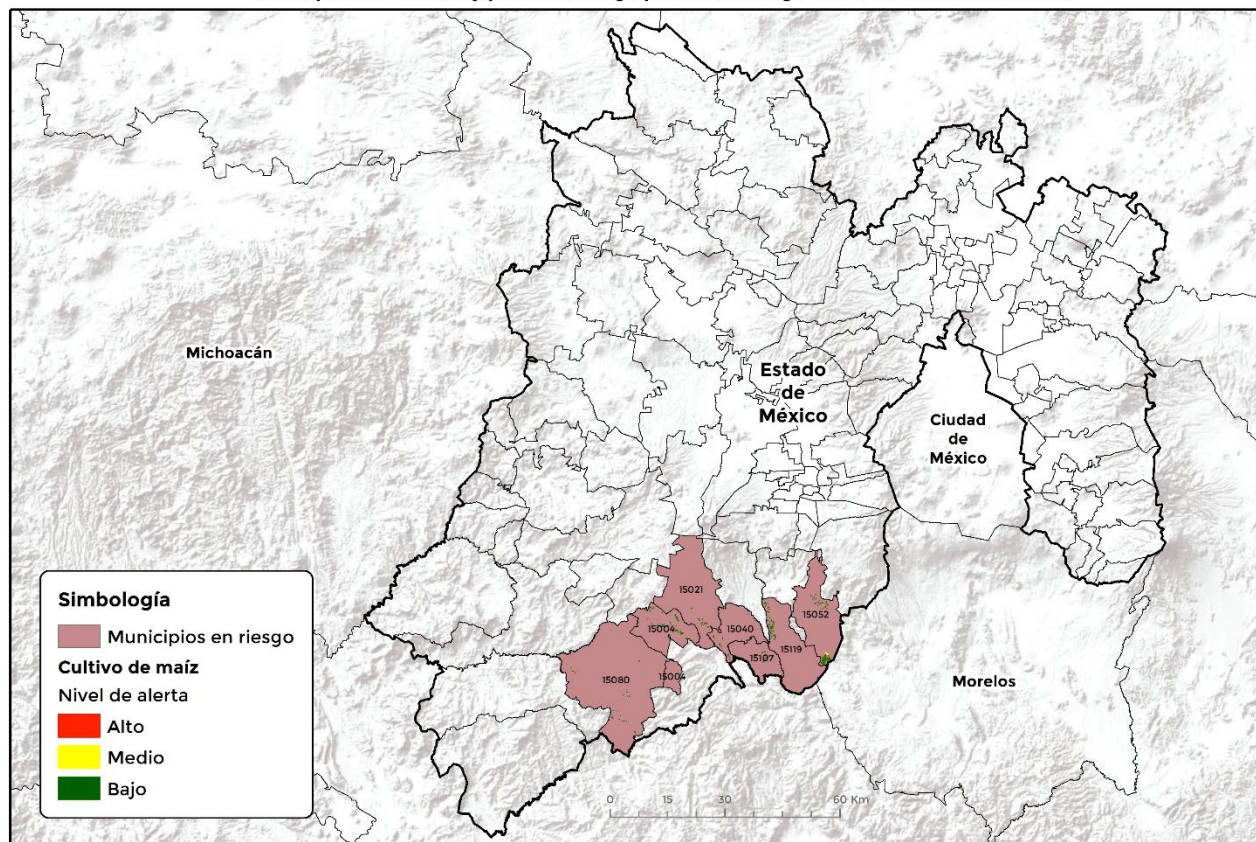 Michoacán
Estado
de
México
Ciudad
de
México
15021
15052
15004
15040
15119
15107
15080
15004
Morelos
Simbología
Municipios en riesgo
Cultivo de maíz
Nivel de alerta
Alto
Medio
Bajo
0 15 30 60 Km